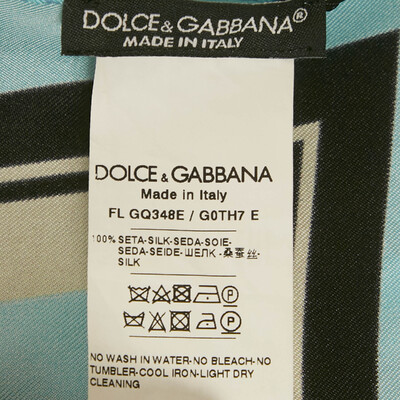 DOLCE & GABBANA®
MADE IN ITALY
DOLCE & GABBANA
Made in Italy
FL GQ348E / G0TH7 E
100% SETA-SILK-SEDA-SOIE-
SEDA-SEIDE-ШЕЛК -桑蚕丝-
SILK
NO WASH IN WATER-NO BLEACH-NO
TUMBLER-COOL IRON-LIGHT DRY
CLEANING